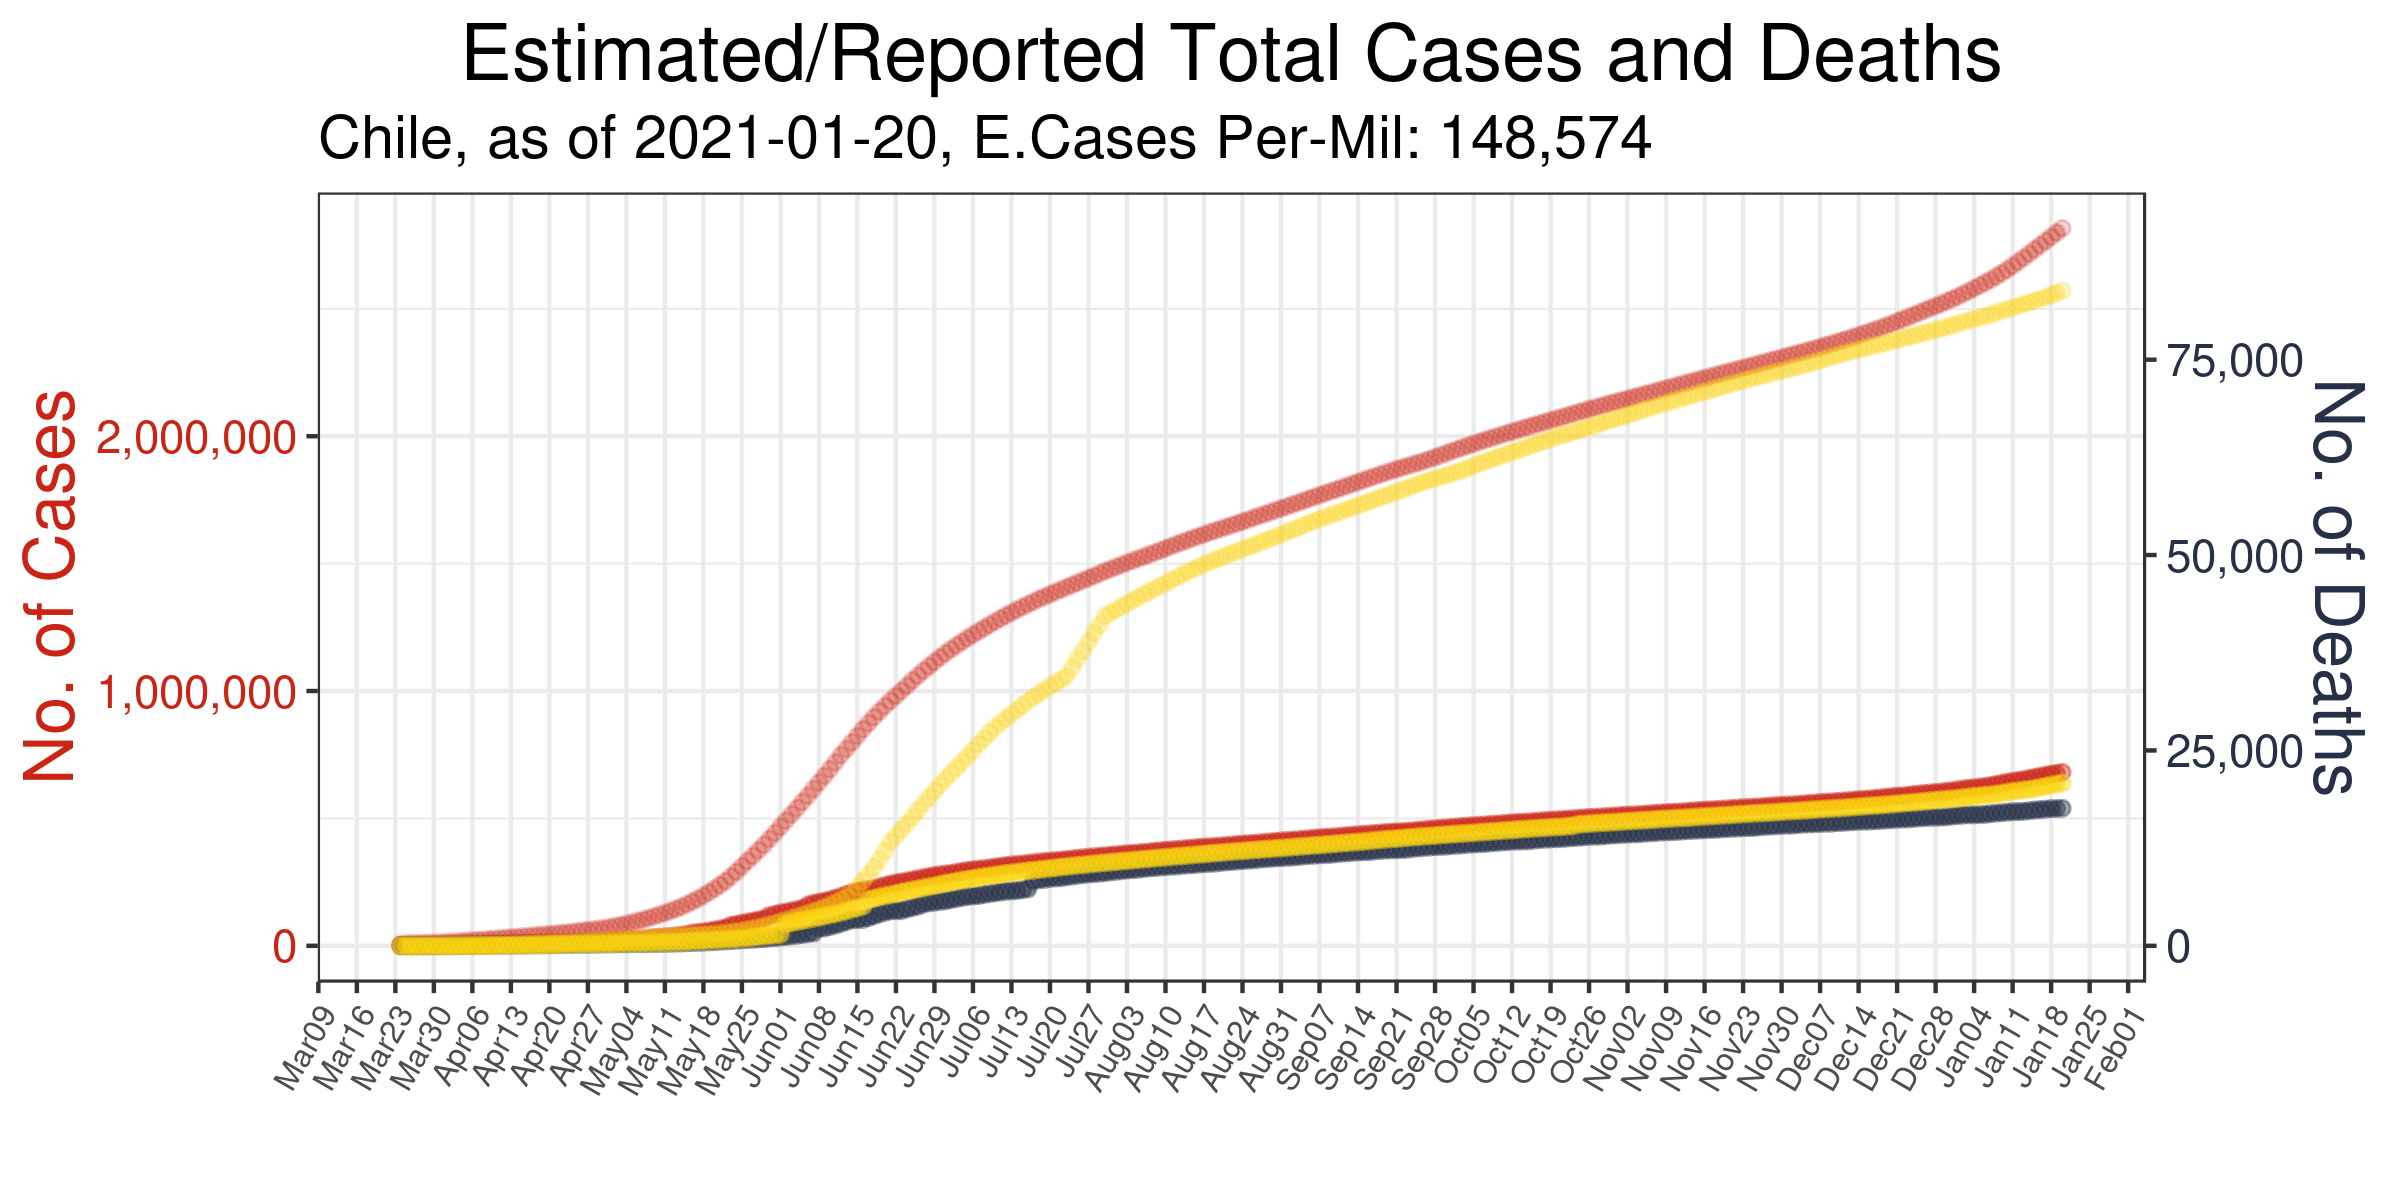 Estimated/Reported Total Cases and Deaths
Chile, as of 2021-01-20, E.Cases Per-Mil: 148,574
No. of Cases
2,000,000
1,000,000
0
75,000
50,000
25,000
0
No. of Deaths
Mar09
Mar16
Mar23
Mar30
Apr06
Apr13
Apr20
Apr27
May04
May11
May18
May25
Jun01
Jun08
Jun15
Jun22
Jun29
Jul06
Jul13
Jul20
Jul27
Aug03
Aug10
Aug17
Aug24
Aug31
Sep07
Sep14
Sep21
Sep28
Oct05
Oct12
Oct19
Oct26
Nov02
Nov09
Nov16
Nov23
Nov30
Dec07
Dec14
Dec21
Dec28
Jan04
Jan11
Jan18
Jan25
Feb01